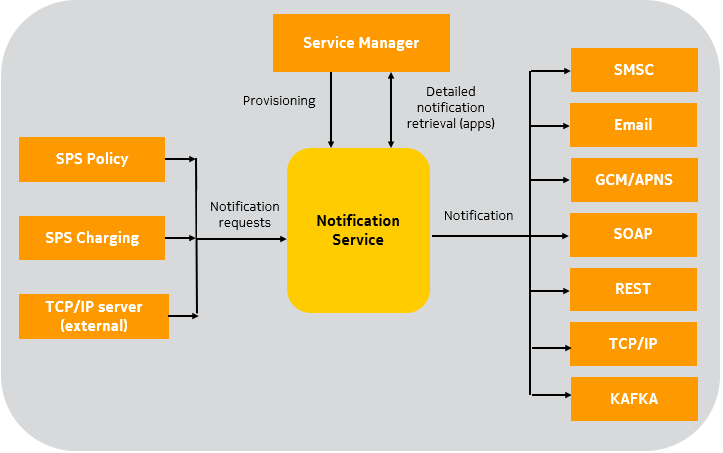 Service Manager
Provisioning
Detailed
notification
retrieval (apps)
SPS Policy
SPS Charging
TCP/IP server
(external)
Notification
requests
Notification
Service
Notification
SMSC
Email
GCM/APNS
SOAP
REST
TCP/IP
KAFKA